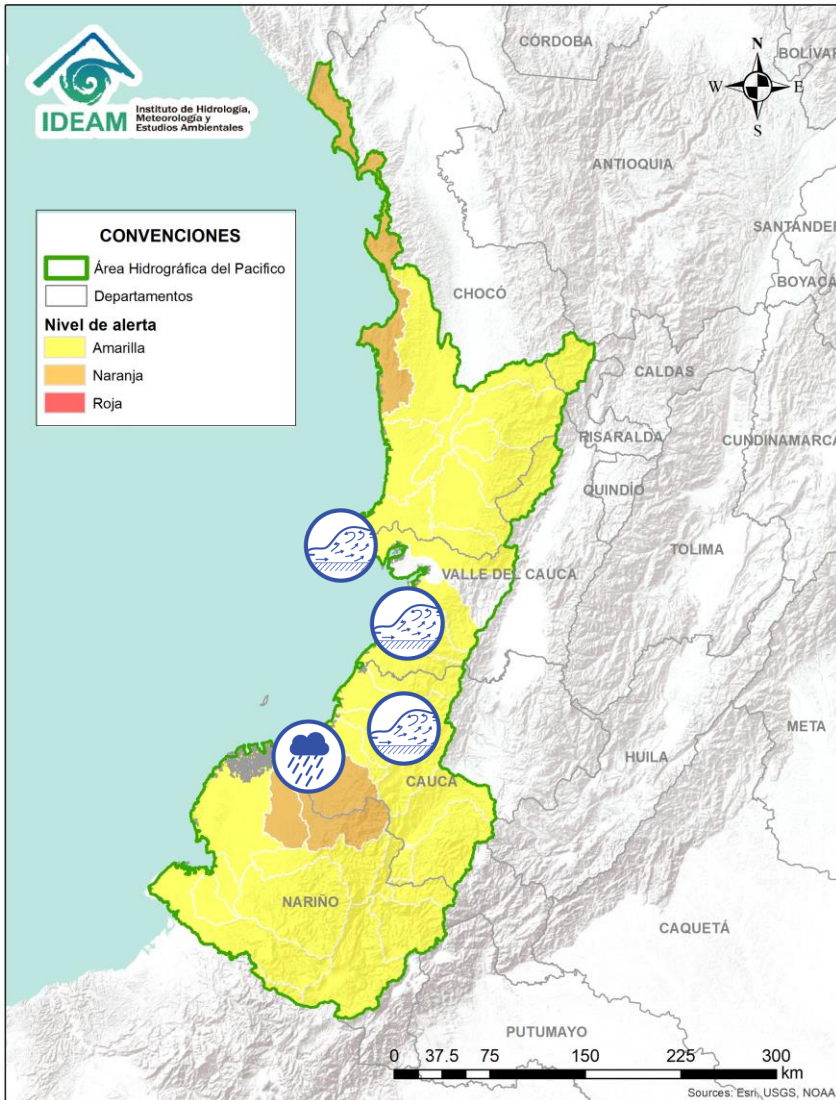 IDEAM
Instituto de Hidrología,
Meteorología y
Estudios Ambientales
CONVENCIONES
Área Hidrográfica del Pacifico
Departamentos
Nivel de alerta
Amarilla
Naranja
Roja
N
W
E
S
CÓRDOBA
BOLÍVAR
ANTIOQUIA
SANTANDER
BOYACÁ
CHOCÓ
CALDAS
RISARALDA
CUNDINAMARCA
QUINDÍO
TOLIMA
VALLE DEL CAUCA
META
HUILA
CAUCA
NARIÑO
CAQUETÁ
PUTUMAYO
0 37.5 75 150 225 300
km
Sources: Esri, USGS, NOAA